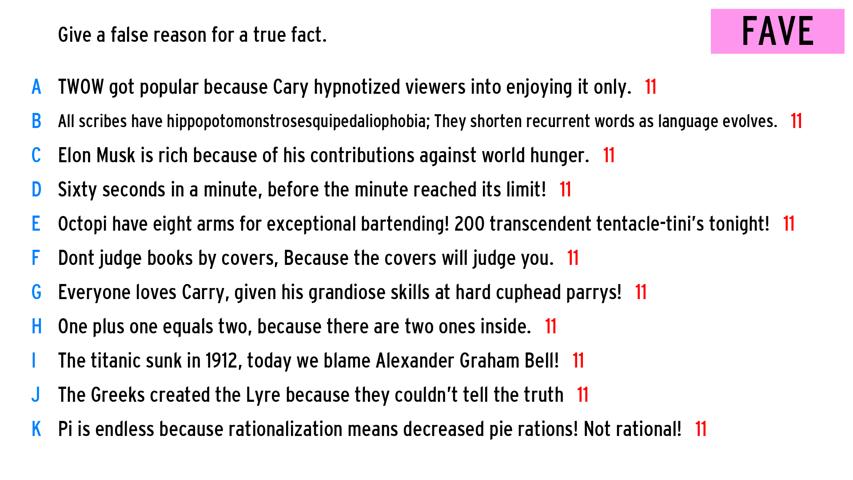 Give a false reason for a true fact.
FAVE
A TWOW got popular because Cary hypnotized viewers into enjoying it only. 11
B All scribes have hippopotomonstrosesquipedaliophobia; They shorten recurrent words as language evolves. 11
C Elon Musk is rich because of his contributions against world hunger. 11
D Sixty seconds in a minute, before the minute reached its limit! 11
E Octopi have eight arms for exceptional bartending! 200 transcendent tentacle-tini's tonight! 11
F Dont judge books by covers, Because the covers will judge you. 11
G Everyone loves Carry, given his grandiose skills at hard cuphead parrys! 11
H One plus one equals two, because there are two ones inside. 11
I The titanic sunk in 1912, today we blame Alexander Graham Bell! 11
J The Greeks created the Lyre because they couldn't tell the truth 11
K Pi is endless because rationalization means decreased pie rations! Not rational! 11